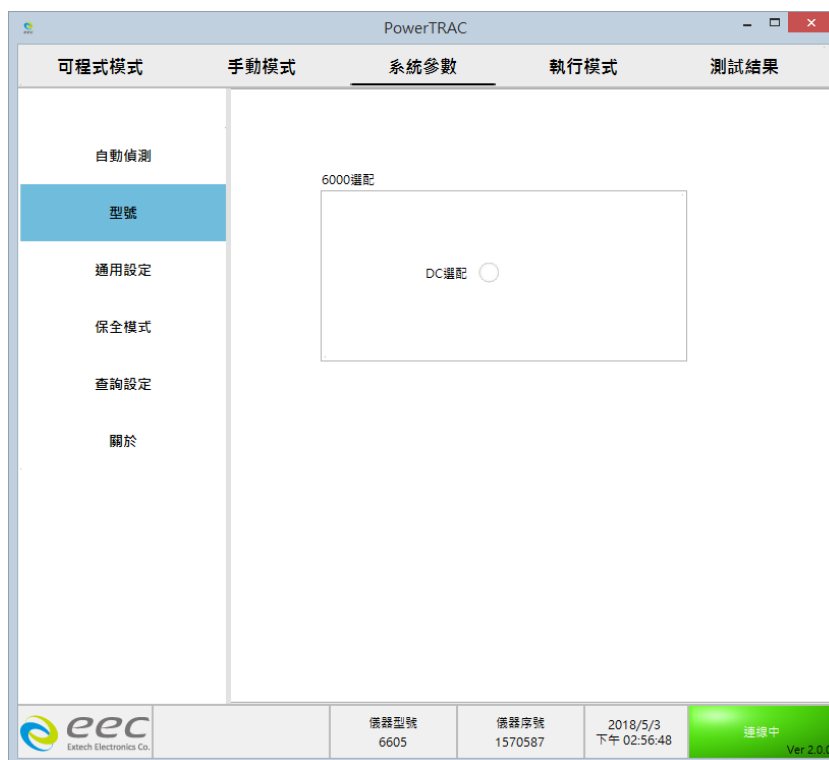 PowerTRAC
可程式模式 手動模式 系統參數 執行模式 測試結果
自動偵測
型號
通用設定
保全模式
查詢設定
關於
6000選配
DC選配
eec
Extech Electronics Co.
儀器型號
6605
儀器序號
1570587
2018/5/3
下午 02:56:48
連線中
Ver 2.0.0